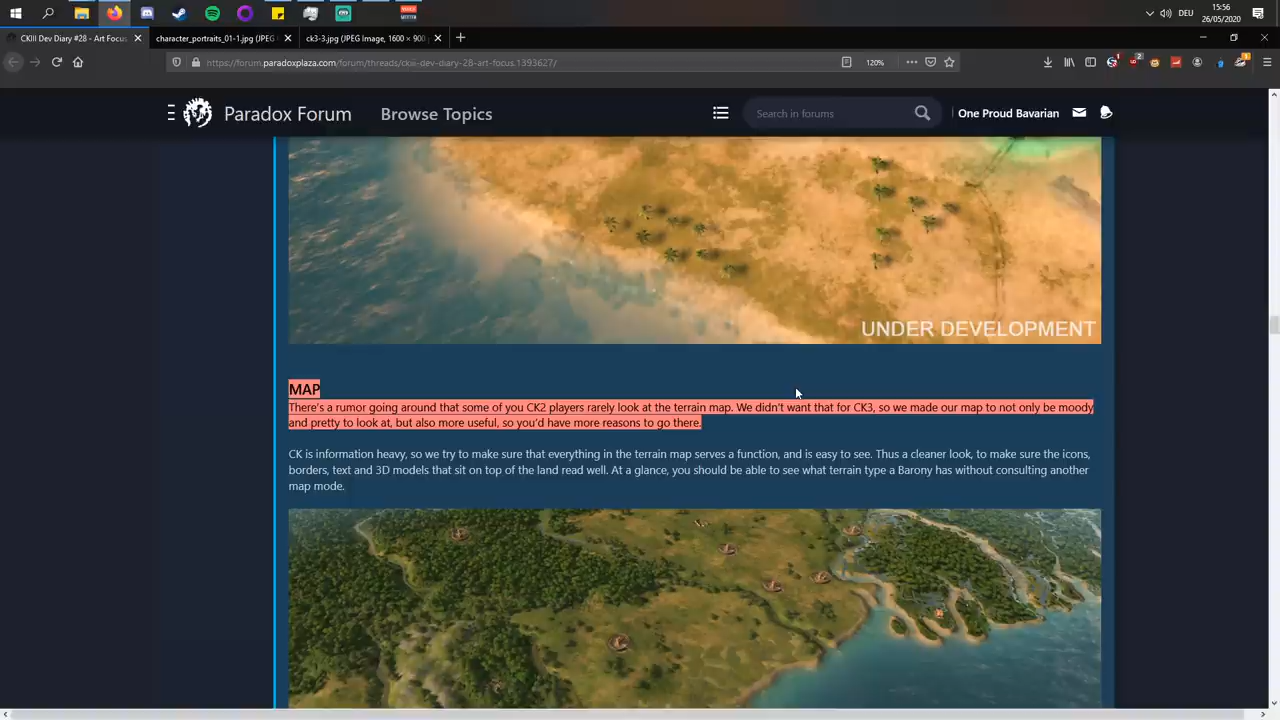 15:56
DEU
26/05/2020
CKIII Dev Diary #28 - Art Focus
character_portraits_01-1.jpg (JPEG
ck3-3.jpg (JPEG Image, 1600 × 900
https://forum.paradoxplaza.com/forum/threads/ckiii-dev-diary-28-art-focus.1393627/
120%
Paradox Forum
Browse Topics
Search in forums
One Proud Bavarian
UNDER DEVELOPMENT
MAP
There's a rumor going around that some of you CK2 players rarely look at the terrain map. We didn't want that for CK3, so we made our map to not only be moody
and pretty to look at, but also more useful, so you'd have more reasons to go there.
CK is information heavy, so we try to make sure that everything in the terrain map serves a function, and is easy to see. Thus a cleaner look, to make sure the icons,
borders, text and 3D models that sit on top of the land read well. At a glance, you should be able to see what terrain type a Barony has without consulting another
map mode.